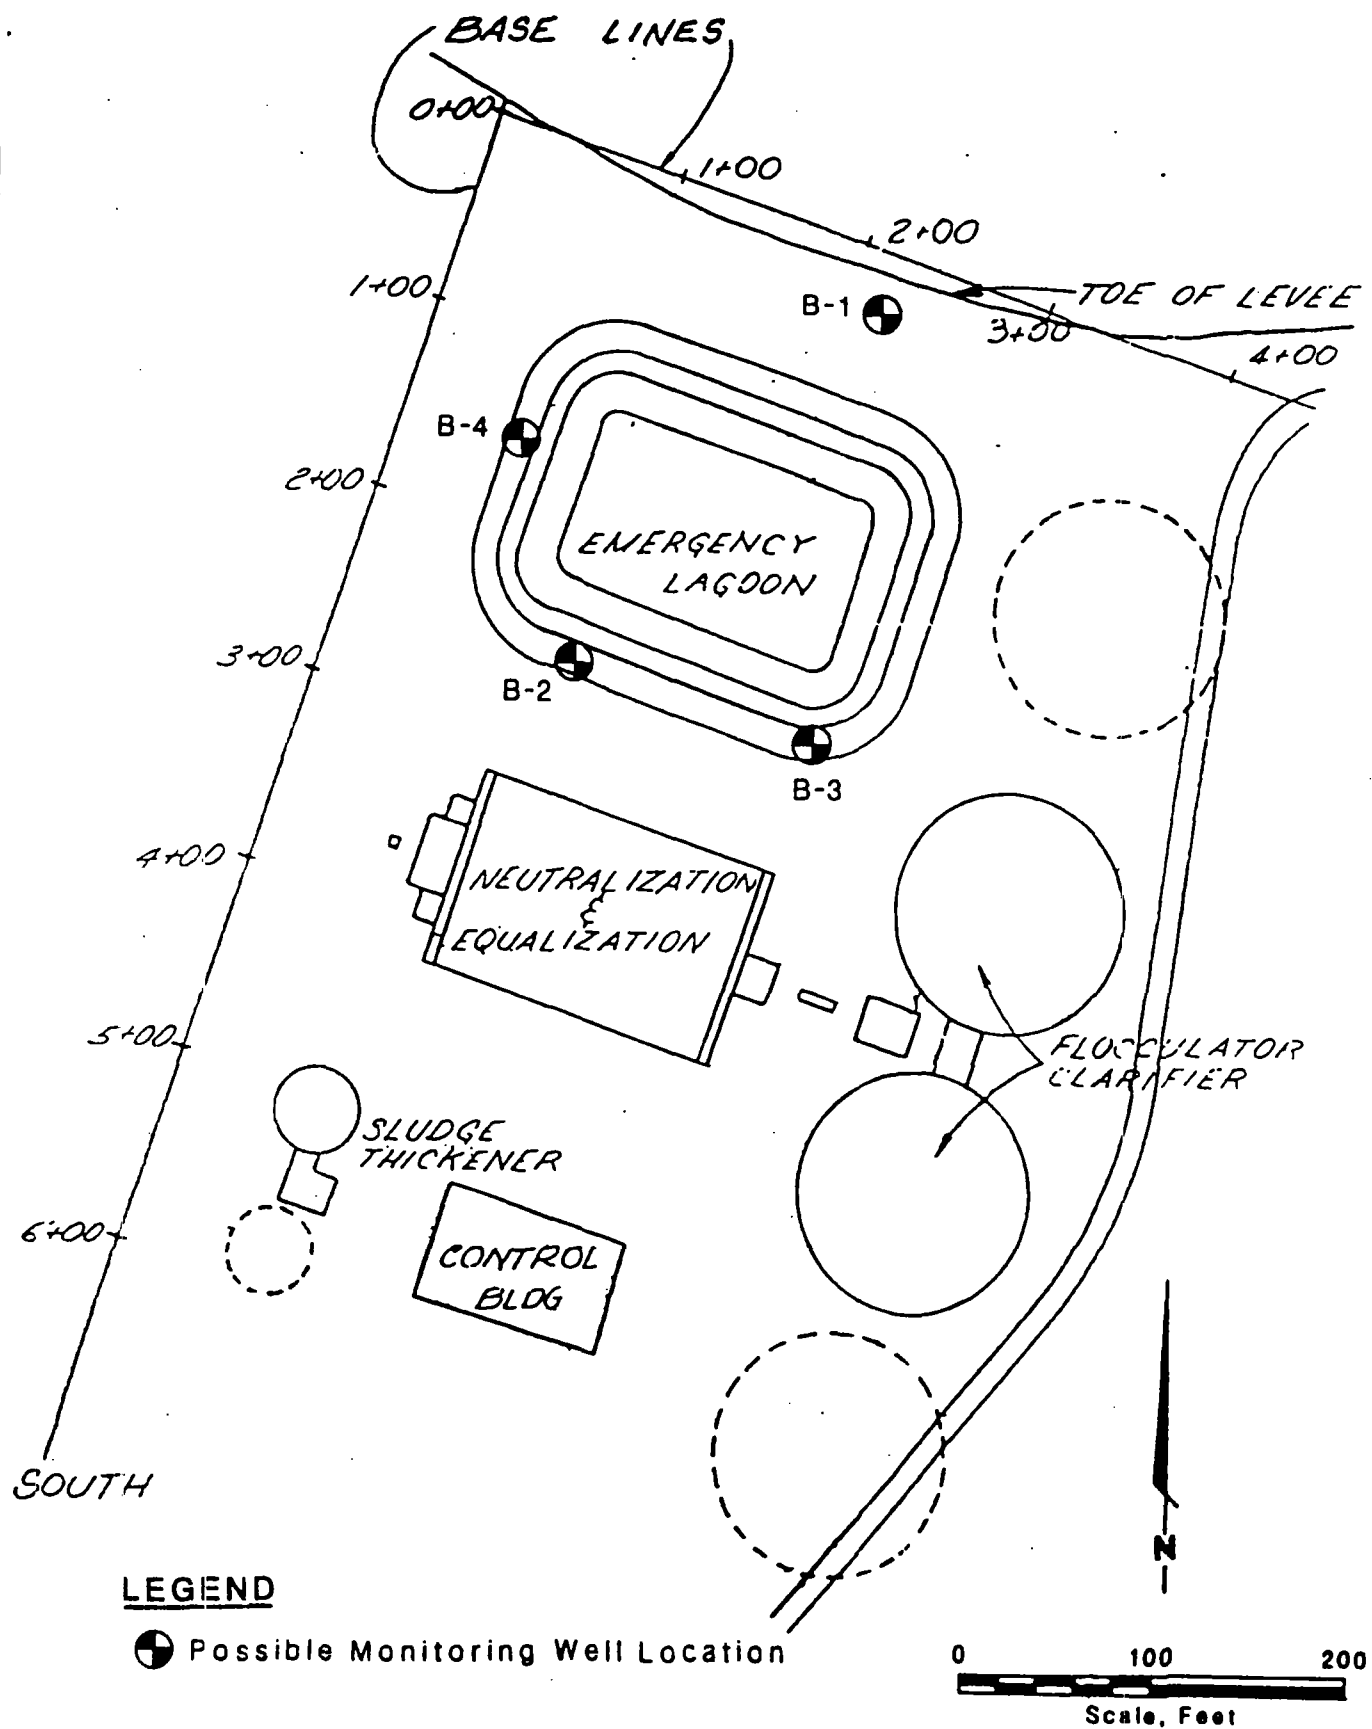 BASE LINES
0+00
1+00
2+00
TOE OF LEVEE
3+00
4+00
B-1
1+00
B-4
2+00
EMERGENCY
LAGOON
3+00
B-2
B-3
4+00
NEUTRALIZATION
&
EQUALIZATION
5+00
FLOCCULATOR
CLARIFIER
SLUDGE
THICKENER
6+00
CONTROL
BLDG
SOUTH
N
LEGEND
Possible Monitoring Well Location
0 100 200
Scale, Feet